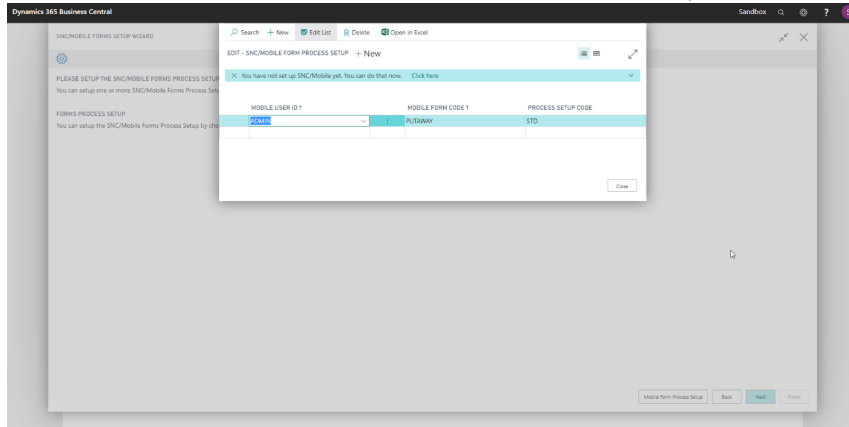 Dynamics 365 Business Central
Sandbox
?
SNC/MOBILE FORMS SETUP WIZARD
Search + New Edit List Delete Open in Excel
EDIT - SNC/MOBILE FORM PROCESS SETUP + New
You have not set up SNC/Mobile yet. You can do that now. Click here
PLEASE SETUP THE SNC/MOBILE FORMS PROCESS SETUP
You can setup one or more SNC/Mobile Forms Process Setu
MOBILE USER ID ↑ MOBILE FORM CODE ↑ PROCESS SETUP CODE
FORMS PROCESS SETUP
ADMIN PUTAWAY STD
You can setup the SNC/Mobile Forms Process Setup by cho
Close
Mobile Form Process Setup Back Next Finish